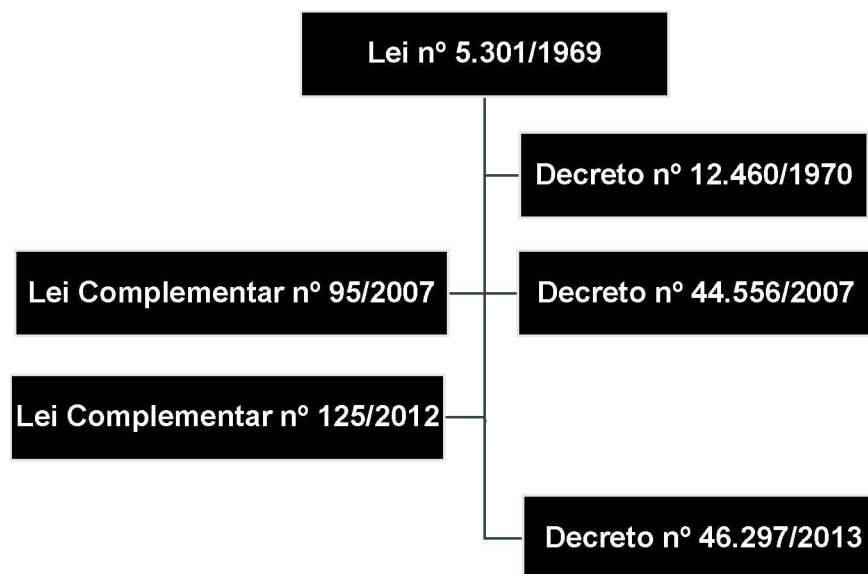 Lei nº 5.301/1969
Decreto nº 12.460/1970
Lei Complementar nº 95/2007
Decreto nº 44.556/2007
Lei Complementar nº 125/2012
Decreto nº 46.297/2013